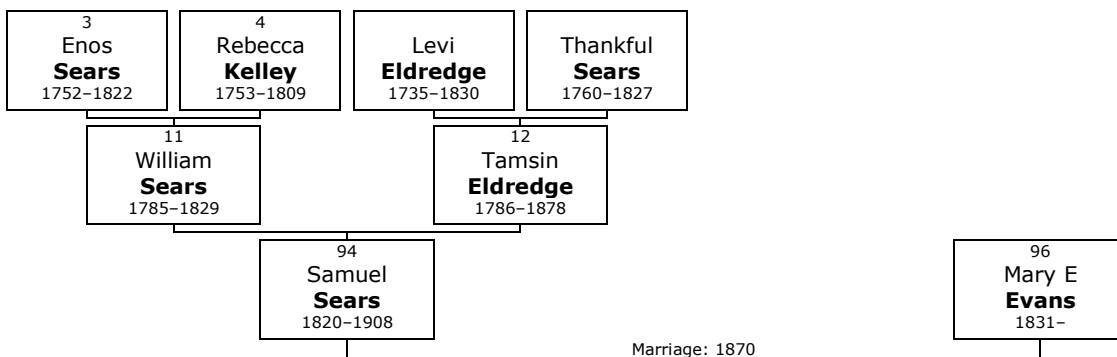 3
Enos
Sears
1752–1822
4
Rebecca
Kelley
1753–1809
Levi
Eldredge
1735–1830
Thankful
Sears
1760–1827
11
William
Sears
1785–1829
12
Tamsin
Eldredge
1786–1878
94
Samuel
Sears
1820–1908
96
Mary E
Evans
1831–
Marriage: 1870